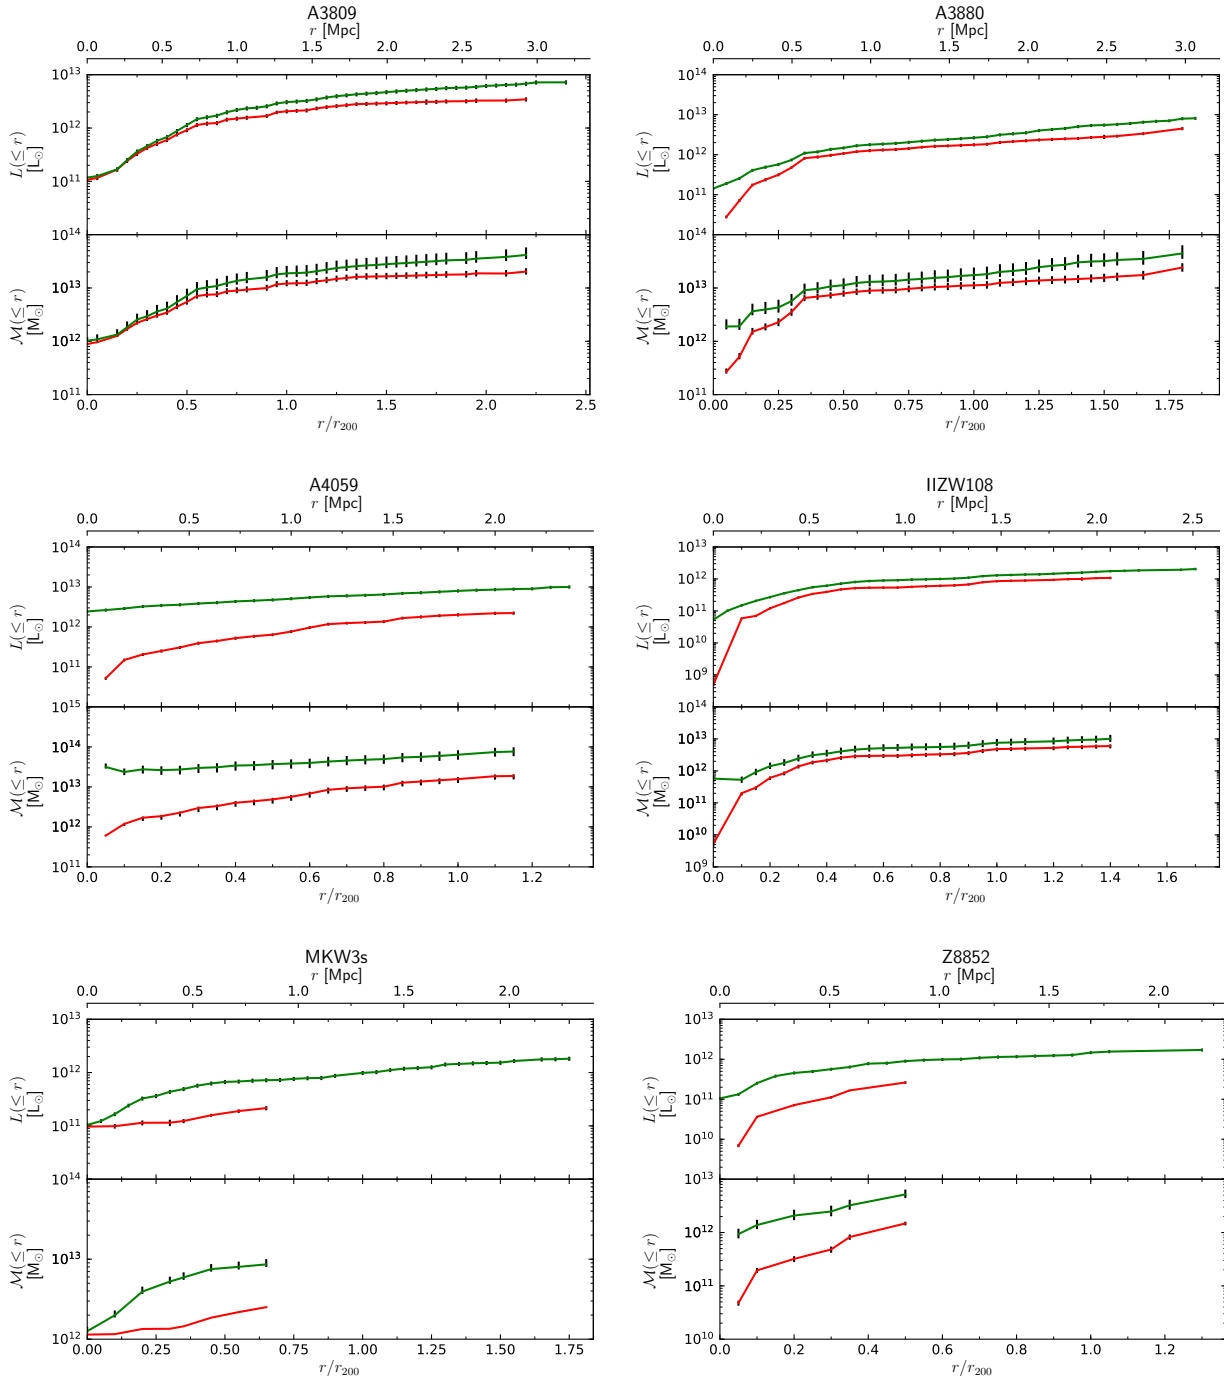 A3809
r [Mpc]
0.0 0.5 1.0 1.5 2.0 2.5 3.0
10^13
10^12
10^11
10^14
L(≤ r)
[L⊙]
10^13
10^12
10^11
M(≤ r)
[M⊙]
0.0 0.5 1.0 1.5 2.0 2.5
r/r200
A3880
r [Mpc]
0.0 0.5 1.0 1.5 2.0 2.5 3.0
10^14
10^13
10^12
10^11
10^14
L(≤ r)
[L⊙]
10^13
10^12
10^11
M(≤ r)
[M⊙]
0.00 0.25 0.50 0.75 1.00 1.25 1.50 1.75
r/r200
A4059
r [Mpc]
0.0 0.5 1.0 1.5 2.0
10^14
10^13
10^12
10^11
10^15
L(≤ r)
[L⊙]
10^14
10^13
10^12
10^11
M(≤ r)
[M⊙]
0.0 0.2 0.4 0.6 0.8 1.0 1.2
r/r200
IIZW108
r [Mpc]
0.0 0.5 1.0 1.5 2.0 2.5
10^13
10^12
10^11
10^10
10^9
10^14
L(≤ r)
[L⊙]
10^13
10^12
10^11
10^10
10^9
M(≤ r)
[M⊙]
0.0 0.2 0.4 0.6 0.8 1.0 1.2 1.4 1.6
r/r200
MKW3s
r [Mpc]
0.0 0.5 1.0 1.5 2.0
10^13
10^12
10^11
10^14
L(≤ r)
[L⊙]
10^13
10^12
M(≤ r)
[M⊙]
0.00 0.25 0.50 0.75 1.00 1.25 1.50 1.75
r/r200
Z8852
r [Mpc]
0.0 0.5 1.0 1.5 2.0
10^13
10^12
10^11
10^10
10^13
L(≤ r)
[L⊙]
10^12
10^11
10^10
M(≤ r)
[M⊙]
0.0 0.2 0.4 0.6 0.8 1.0 1.2
r/r200